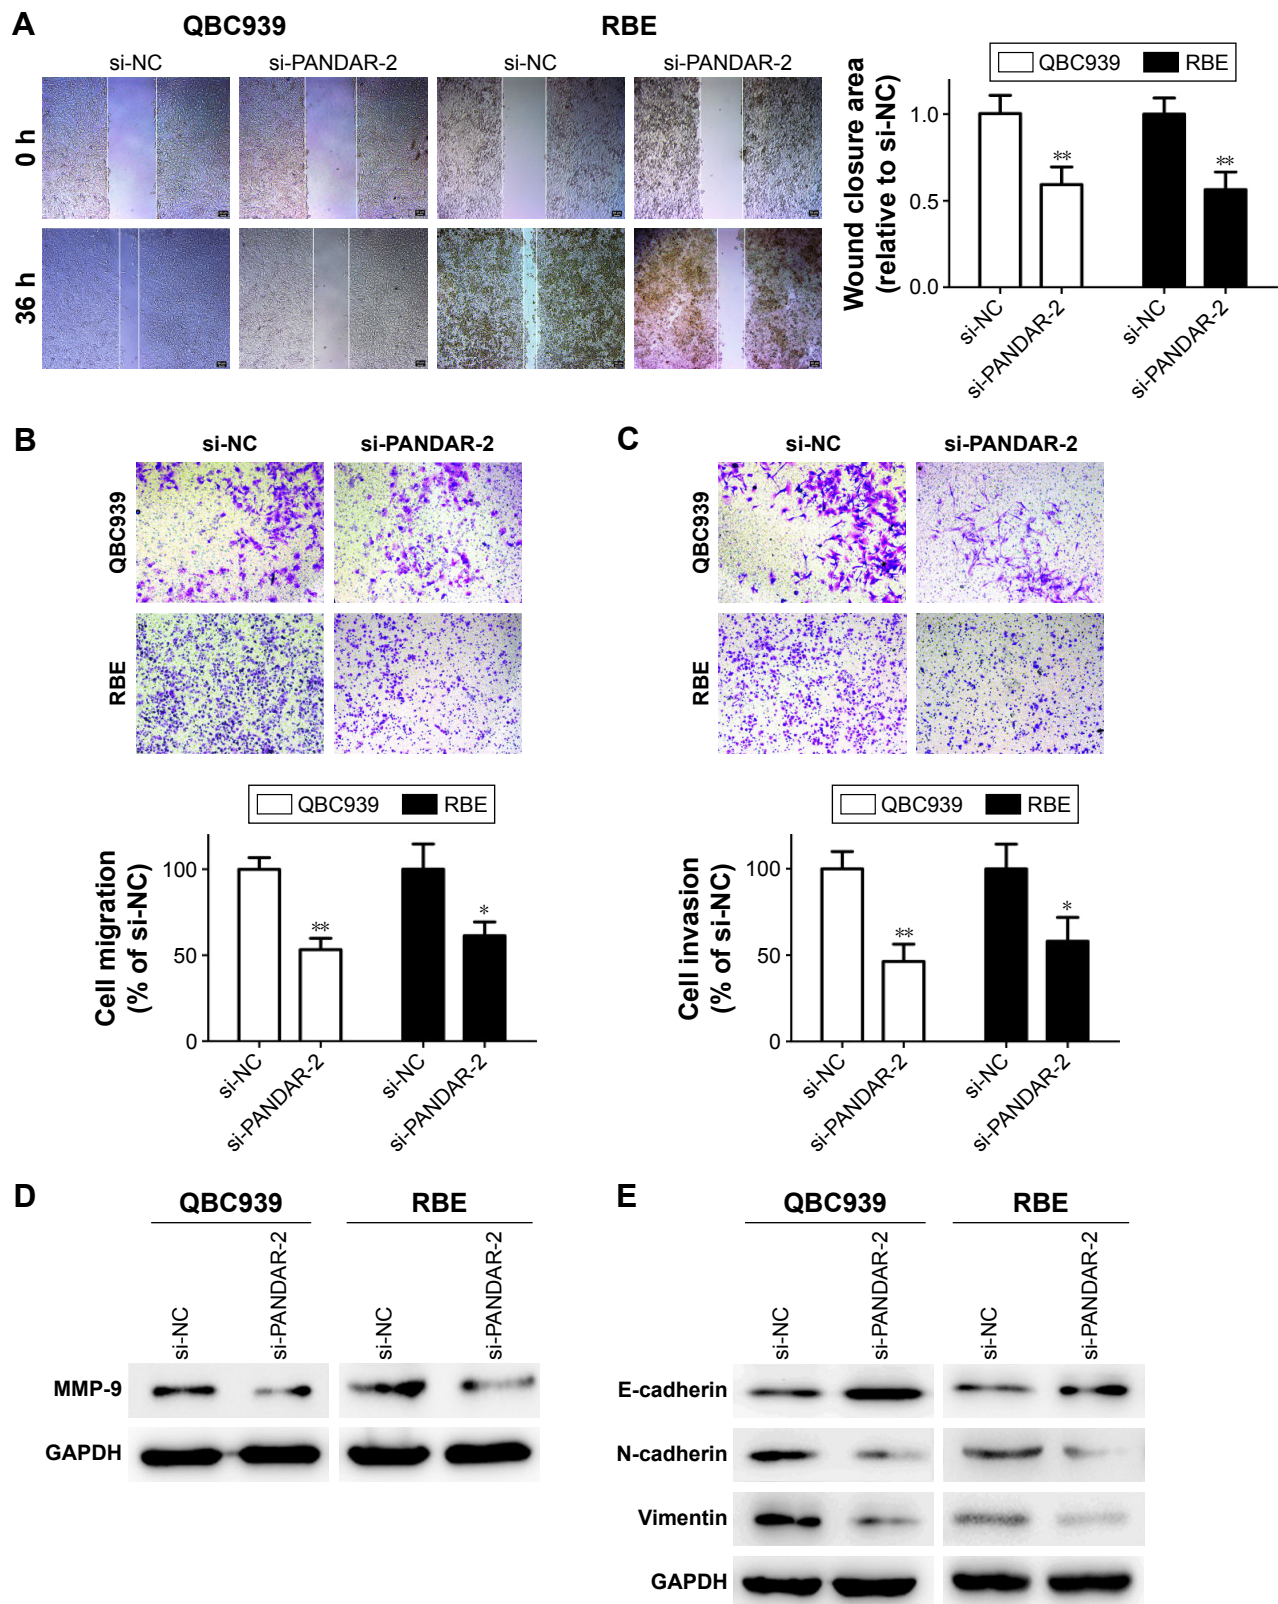 A
QBC939
RBE
si-NC
si-PANDAR-2
si-NC
si-PANDAR-2
0 h
36 h
QBC939
RBE
Wound closure area
(relative to si-NC)
1.0
0.5
0.0
**
**
si-NC
si-PANDAR-2
si-NC
si-PANDAR-2
B
si-NC
si-PANDAR-2
QBC939
RBE
QBC939
RBE
Cell migration
(% of si-NC)
100
50
0
**
*
si-NC
si-PANDAR-2
si-NC
si-PANDAR-2
C
si-NC
si-PANDAR-2
QBC939
RBE
QBC939
RBE
Cell invasion
(% of si-NC)
100
50
0
**
*
si-NC
si-PANDAR-2
si-NC
si-PANDAR-2
D
QBC939
RBE
si-NC
si-PANDAR-2
si-NC
si-PANDAR-2
MMP-9
GAPDH
E
QBC939
RBE
si-NC
si-PANDAR-2
si-NC
si-PANDAR-2
E-cadherin
N-cadherin
Vimentin
GAPDH